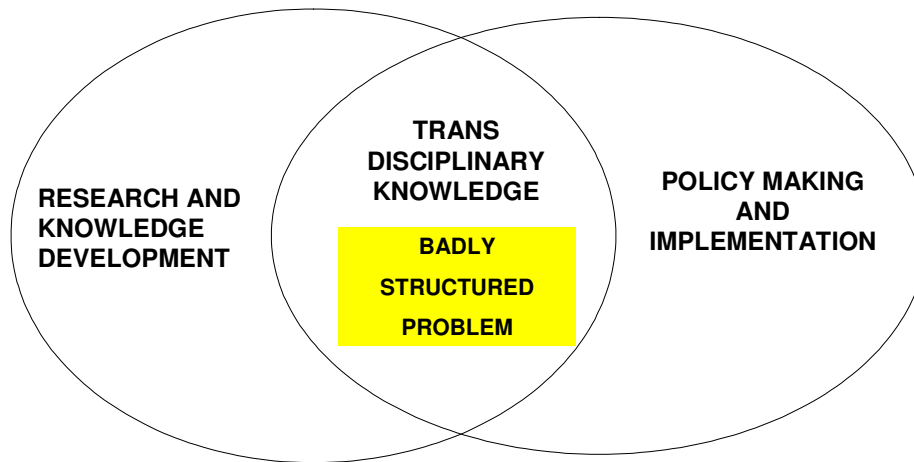 RESEARCH AND
KNOWLEDGE
DEVELOPMENT
TRANS
DISCIPLINARY
KNOWLEDGE
BADLY
STRUCTURED
PROBLEM
POLICY MAKING
AND
IMPLEMENTATION